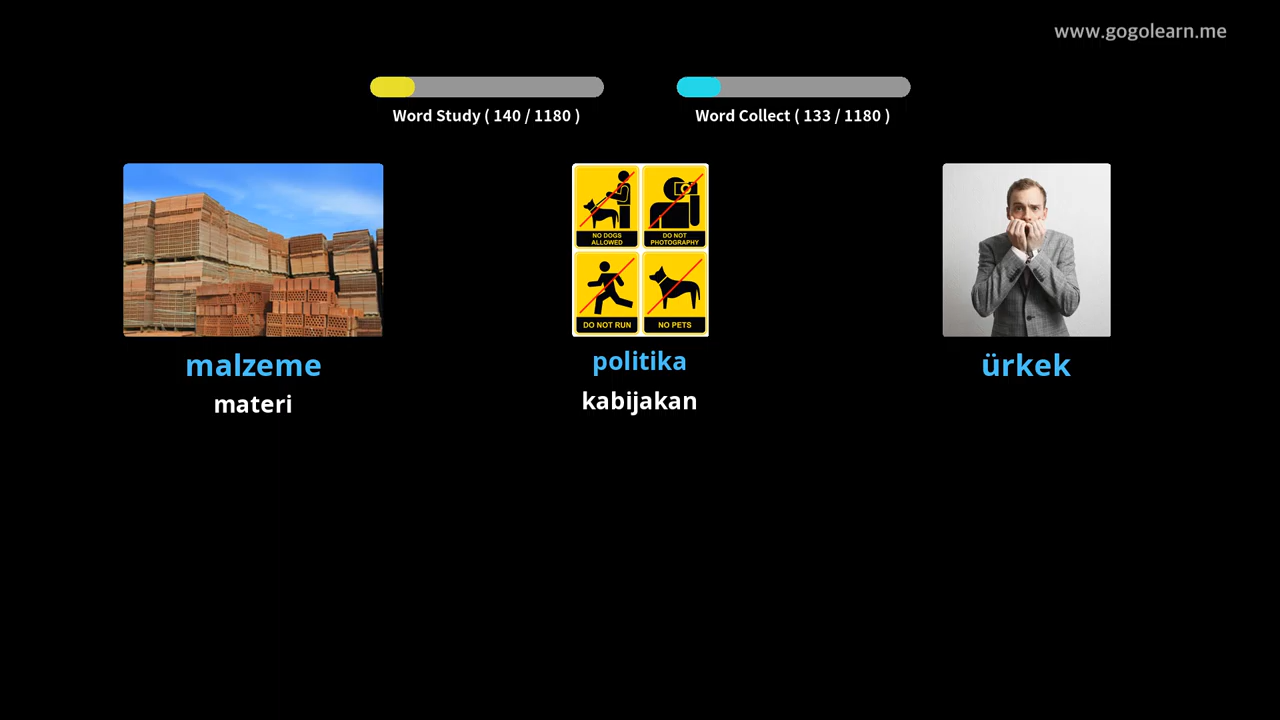 www.gogolearn.me
Word Study ( 140 / 1180 )
Word Collect ( 133 / 1180 )
NO DOGS
ALLOWED
DO NOT
PHOTOGRAPHY
DO NOT RUN
NO PETS
malzeme
politika
ürkek
materi
kabijakan